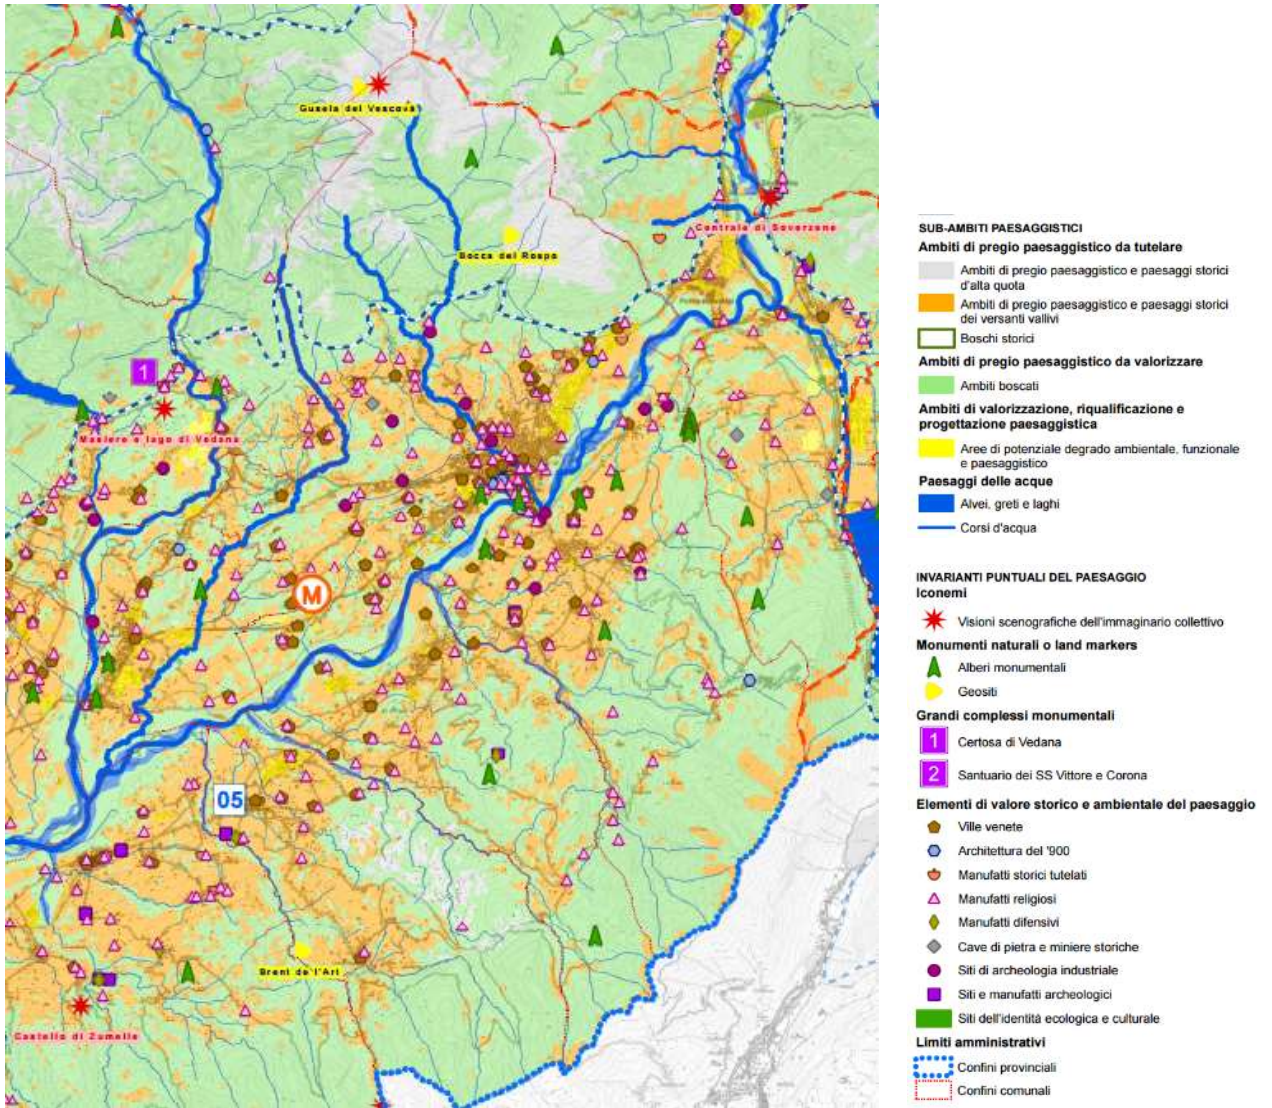 Gusela del Vescovà
Bocca del Rospo
Centrale di Soverzene
1
Masiere e lago di Vedana
M
05
Brent de l'Art
Castello di Zumelle
SUB-AMBITI PAESAGGISTICI
Ambiti di pregio paesaggistico da tutelare
Ambiti di pregio paesaggistico e paesaggi storici
d'alta quota
Ambiti di pregio paesaggistico e paesaggi storici
dei versanti vallivi
Boschi storici
Ambiti di pregio paesaggistico da valorizzare
Ambiti boscati
Ambiti di valorizzazione, riqualificazione e
progettazione paesaggistica
Aree di potenziale degrado ambientale, funzionale
e paesaggistico
Paesaggi delle acque
Alvei, greti e laghi
Corsi d'acqua
INVARIANTI PUNTUALI DEL PAESAGGIO
Iconemi
Visioni scenografiche dell'immaginario collettivo
Monumenti naturali o land markers
Alberi monumentali
Geositi
Grandi complessi monumentali
1 Certosa di Vedana
2 Santuario dei SS Vittore e Corona
Elementi di valore storico e ambientale del paesaggio
Ville venete
Architettura del '900
Manufatti storici tutelati
Manufatti religiosi
Manufatti difensivi
Cave di pietra e miniere storiche
Siti di archeologia industriale
Siti e manufatti archeologici
Siti dell'identità ecologica e culturale
Limiti amministrativi
Confini provinciali
Confini comunali